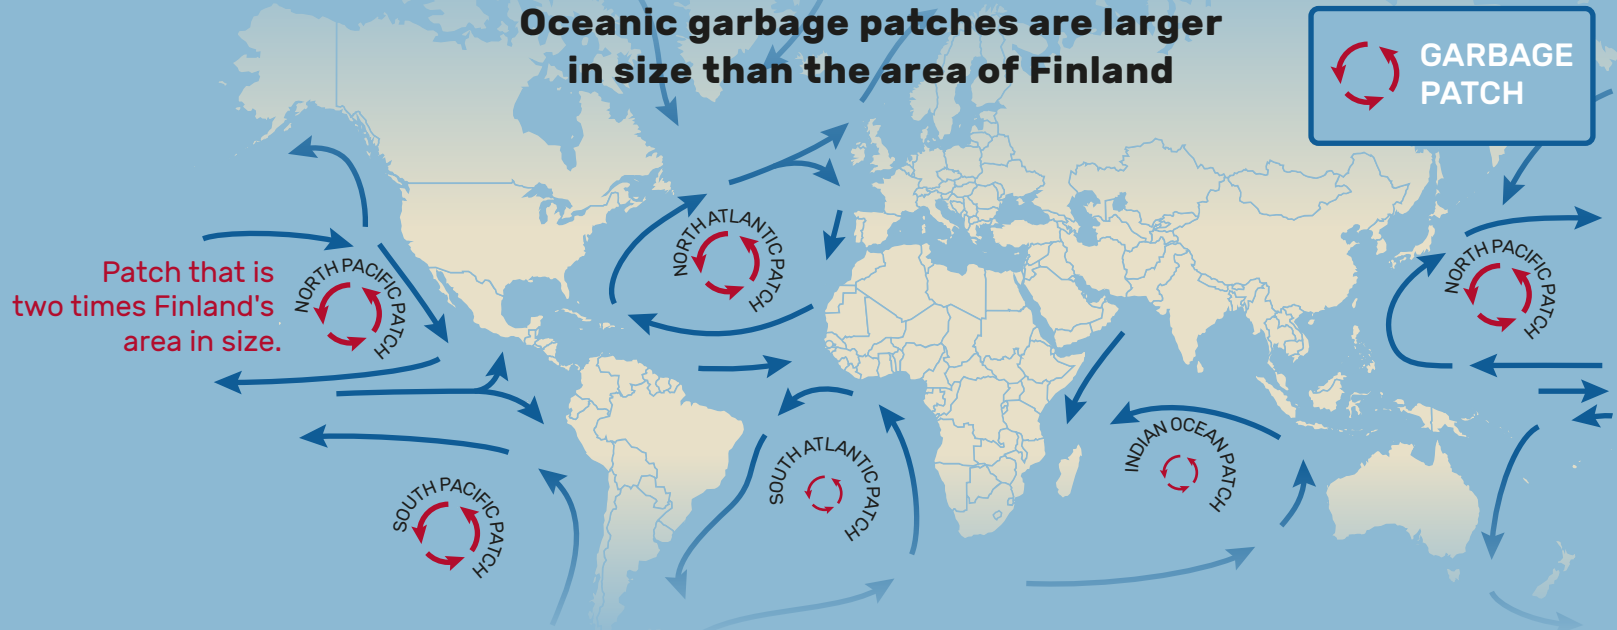 Oceanic garbage patches are larger
in size than the area of Finland
GARBAGE
PATCH
Patch that is
two times Finland's
area in size.
NORTH PACIFIC PATCH
NORTH ATLANTIC PATCH
NORTH PACIFIC PATCH
SOUTH PACIFIC PATCH
SOUTH ATLANTIC PATCH
INDIAN OCEAN PATCH